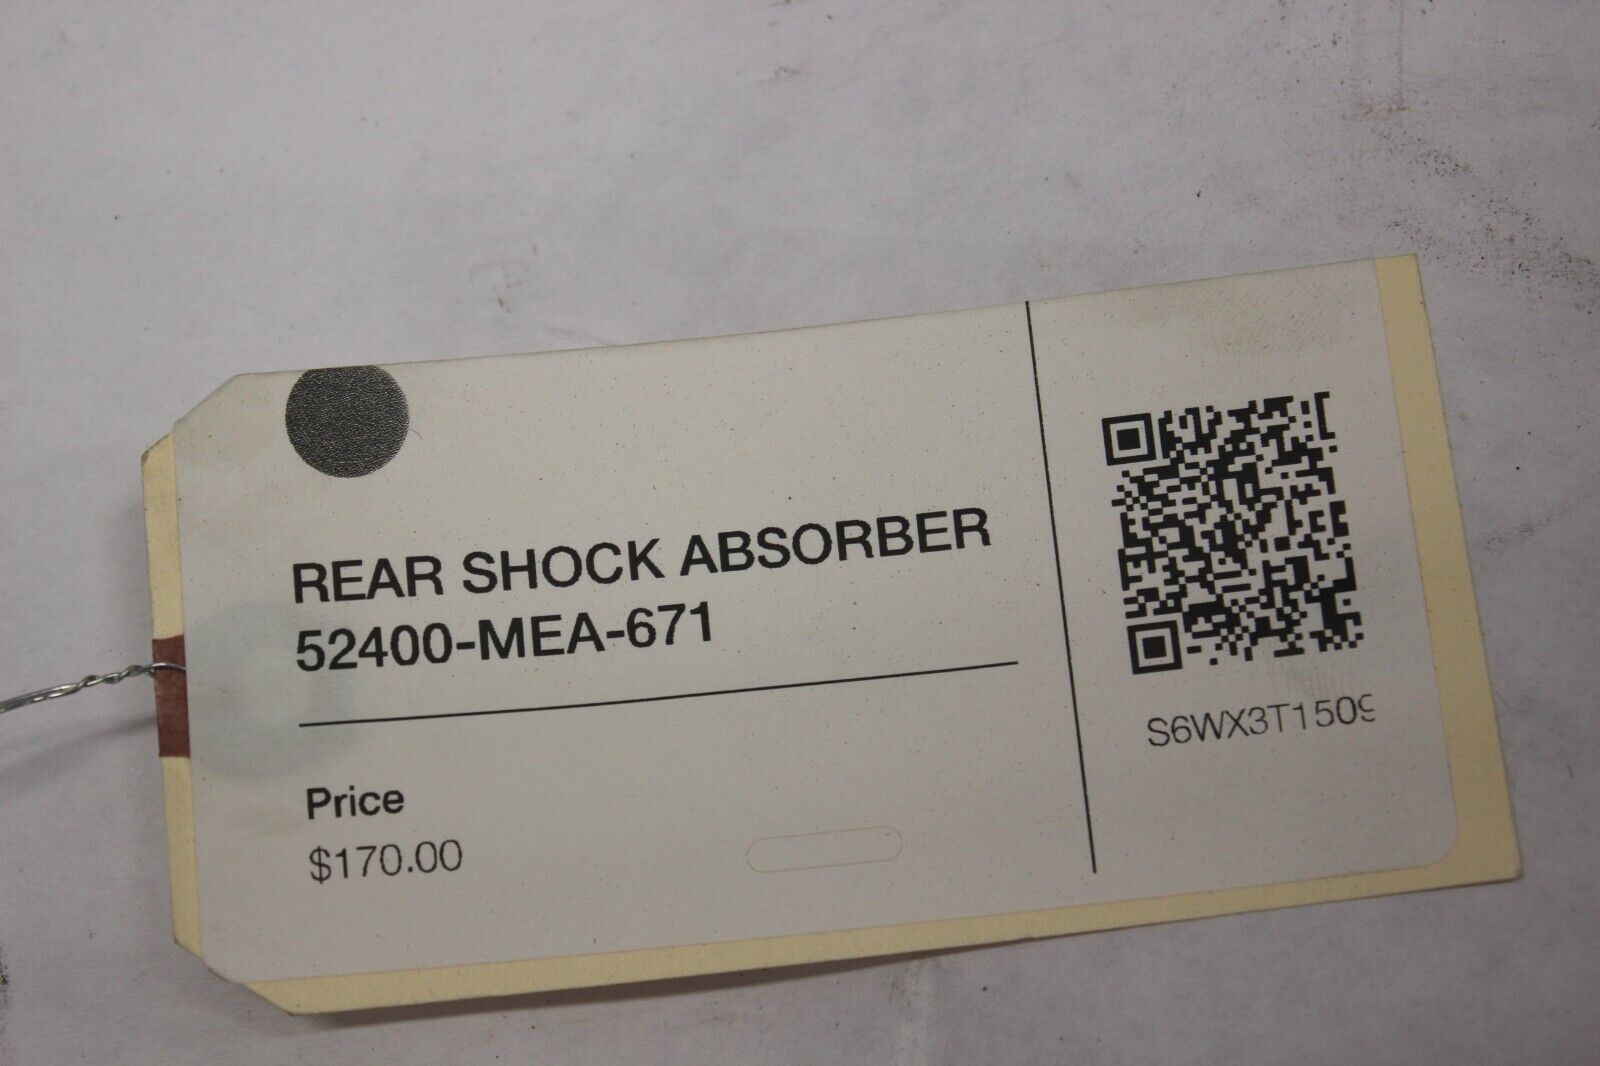 REAR SHOCK ABSORBER
52400-MEA-671
Price
$170.00
S6WX3T1509